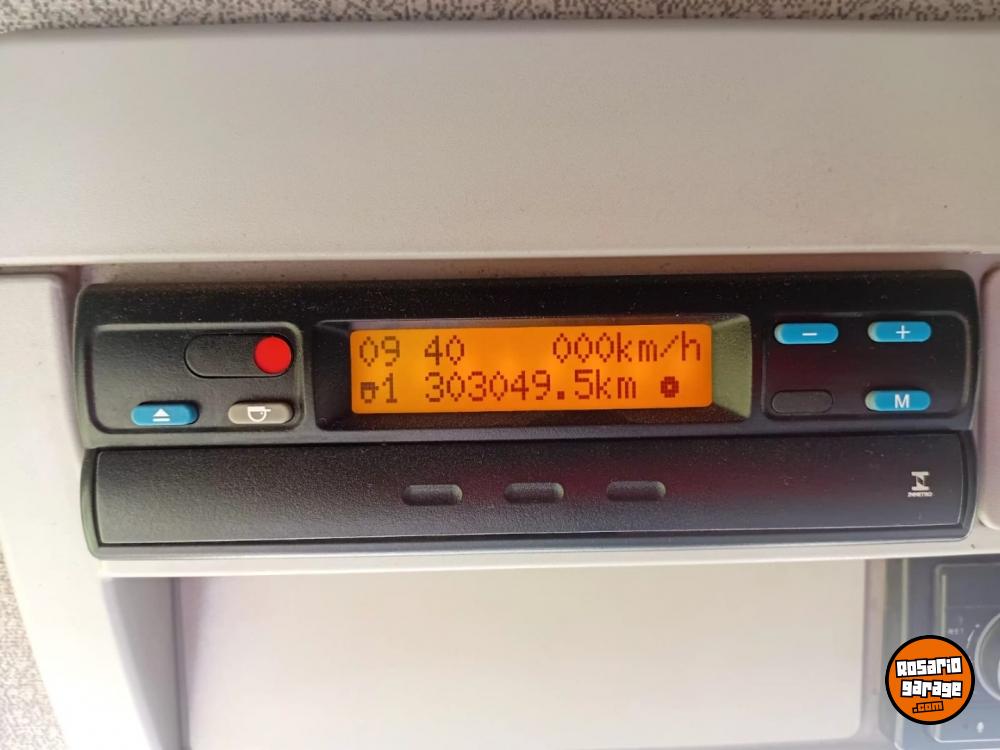 09 40 000km/h
1 303049.5km
− +
M
INMETRO
Rosario
garage
.com